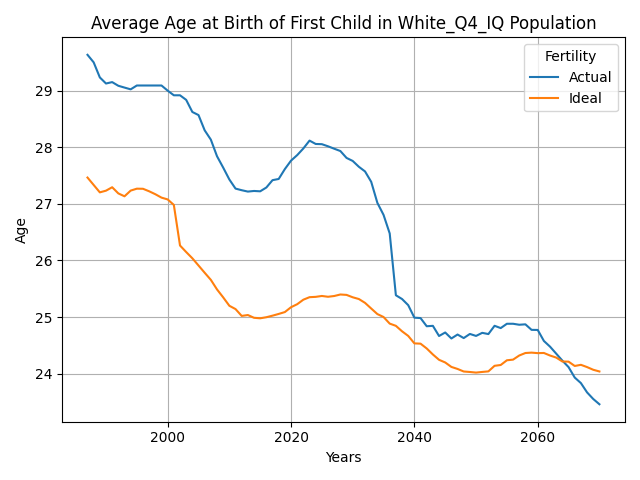 Average Age at Birth of First Child in White_Q4_IQ Population
Fertility
Actual
Ideal
Age
29
28
27
26
25
24
2000
2020
2040
2060
Years